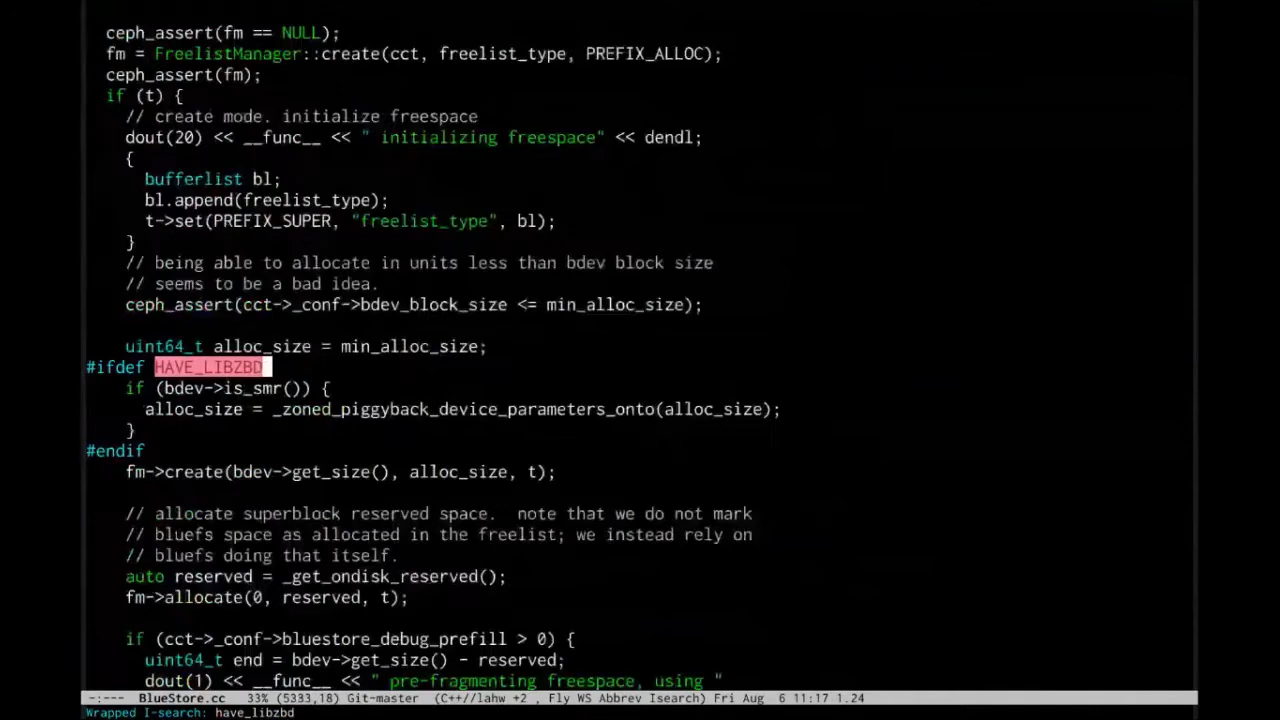 ceph_assert(fm == NULL);
fm = FreelistManager::create(cct, freelist_type, PREFIX_ALLOC);
ceph_assert(fm);
if (t) {
// create mode. initialize freespace
dout(20) << __func__ << " initializing freespace" << dendl;
{
bufferlist bl;
bl.append(freelist_type);
t->set(PREFIX_SUPER, "freelist_type", bl);
}
// being able to allocate in units less than bdev block size
// seems to be a bad idea.
ceph_assert(cct->_conf->bdev_block_size <= min_alloc_size);
uint64_t alloc_size = min_alloc_size;
#ifdef HAVE_LIBZBD
if (bdev->is_smr()) {
alloc_size = _zoned_piggyback_device_parameters_onto(alloc_size);
}
#endif
fm->create(bdev->get_size(), alloc_size, t);
// allocate superblock reserved space.  note that we do not mark
// bluefs space as allocated in the freelist; we instead rely on
// bluefs doing that itself.
auto reserved = _get_ondisk_reserved();
fm->allocate(0, reserved, t);
if (cct->_conf->bluestore_debug_prefill > 0) {
uint64_t end = bdev->get_size() - reserved;
dout(1) << __func__ << " pre-fragmenting freespace, using "
-:--- BlueStore.cc 33% (5333,18) Git-master (C++//lahw +2 , Fly WS Abbrev Isearch) Fri Aug 6 11:17 1.24
Wrapped I-search: have_libzbd